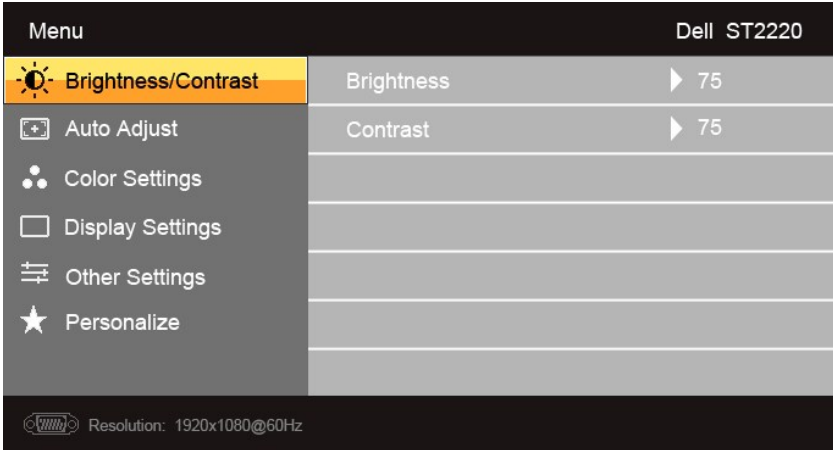 Menu Dell ST2220
Brightness/Contrast Brightness 75
Auto Adjust Contrast 75
Color Settings
Display Settings
Other Settings
Personalize
Resolution: 1920x1080@60Hz